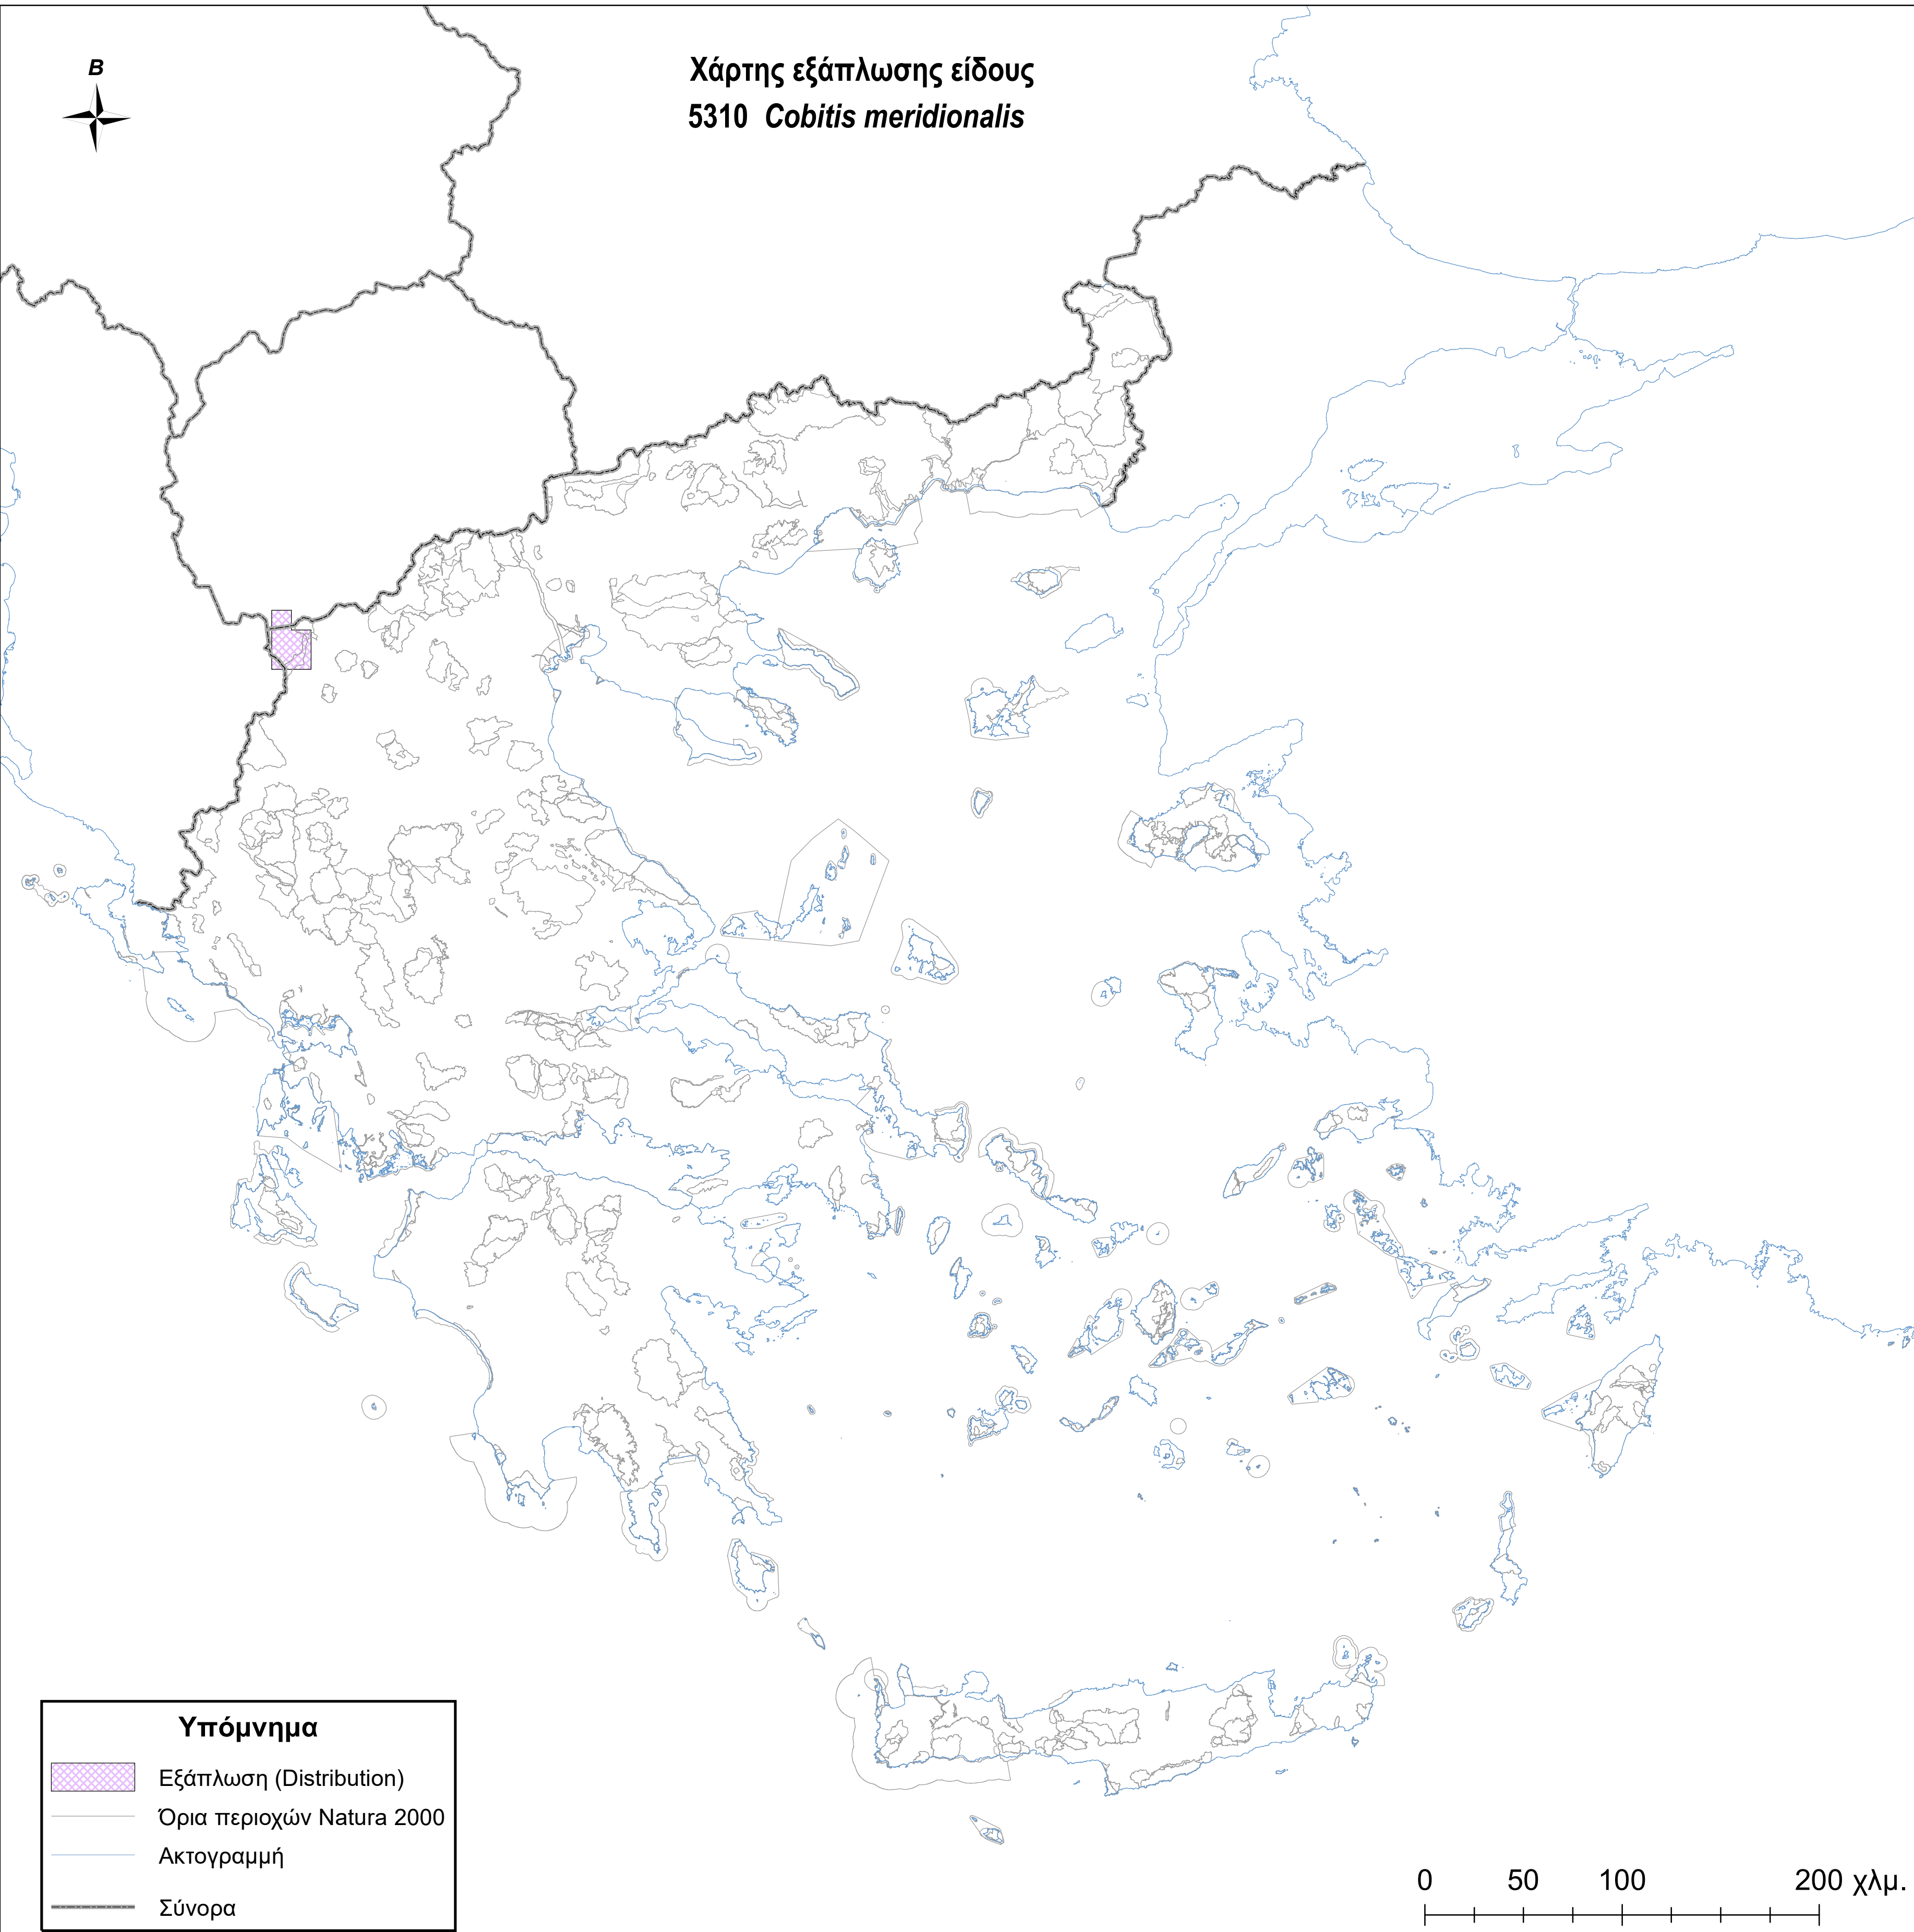 Β
Χάρτης εξάπλωσης είδους
5310 Cobitis meridionalis
Υπόμνημα
Εξάπλωση (Distribution)
Όρια περιοχών Natura 2000
Ακτογραμμή
Σύνορα
0 50 100 200 χλμ.